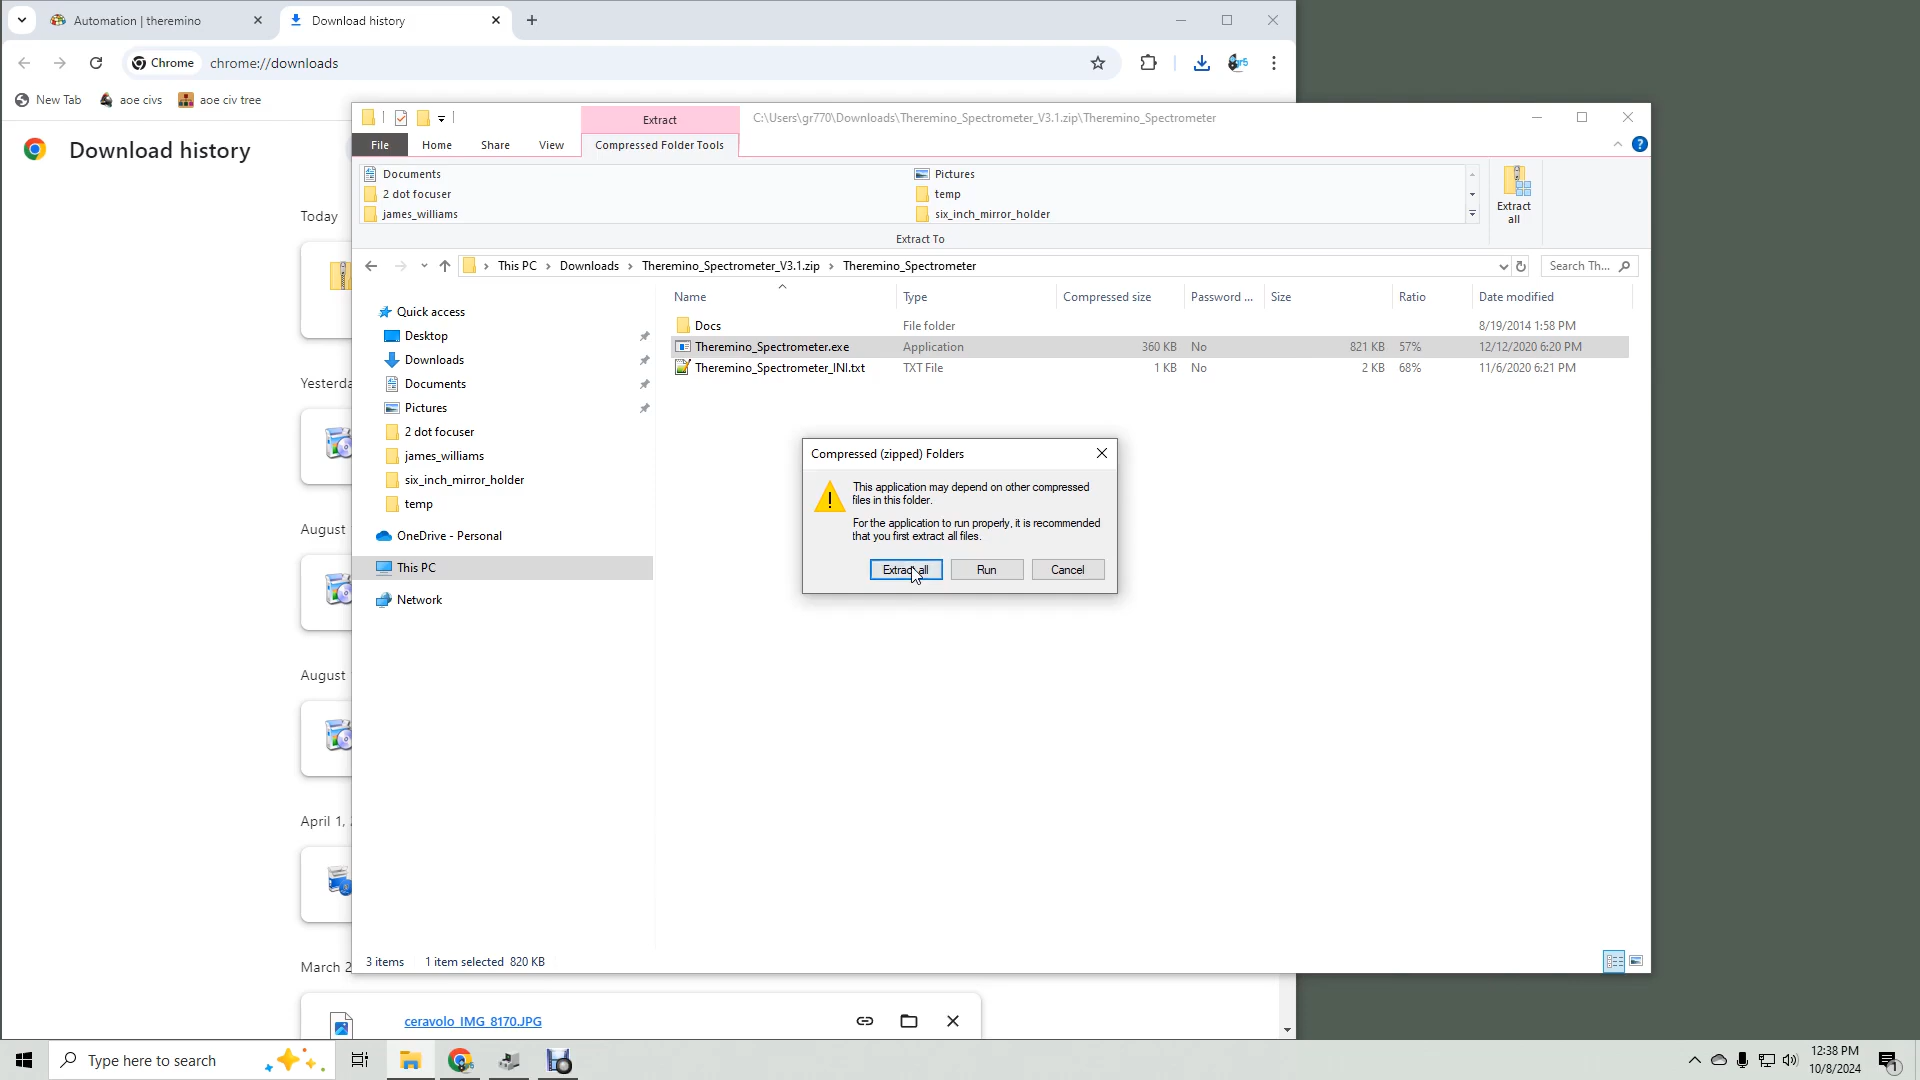 Automation | theremino
Download history
Chrome
chrome://downloads
New Tab
aoe civs
aoe civ tree
Download history
Today
Yesterda
August
August
April 1, 2
March 2
ceravolo_IMG_8170.JPG
Extract
C:\Users\gr770\Downloads\Theremino_Spectrometer_V3.1.zip\Theremino_Spectrometer
File
Home
Share
View
Compressed Folder Tools
Documents
Pictures
2 dot focuser
temp
james_williams
six_inch_mirror_holder
Extract To
Extract
all
This PC
Downloads
Theremino_Spectrometer_V3.1.zip
Theremino_Spectrometer
Search Th...
Name
Type
Compressed size
Password ...
Size
Ratio
Date modified
Docs
File folder
8/19/2014 1:58 PM
Theremino_Spectrometer.exe
Application
360 KB
No
821 KB
57%
12/12/2020 6:20 PM
Theremino_Spectrometer_INI.txt
TXT File
1 KB
No
2 KB
68%
11/6/2020 6:21 PM
Quick access
Desktop
Downloads
Documents
Pictures
2 dot focuser
james_williams
six_inch_mirror_holder
temp
OneDrive - Personal
This PC
Network
Compressed (zipped) Folders
This application may depend on other compressed
files in this folder.
For the application to run properly, it is recommended
that you first extract all files.
Extract all
Run
Cancel
3 items
1 item selected 820 KB
Type here to search
12:38 PM
10/8/2024
1